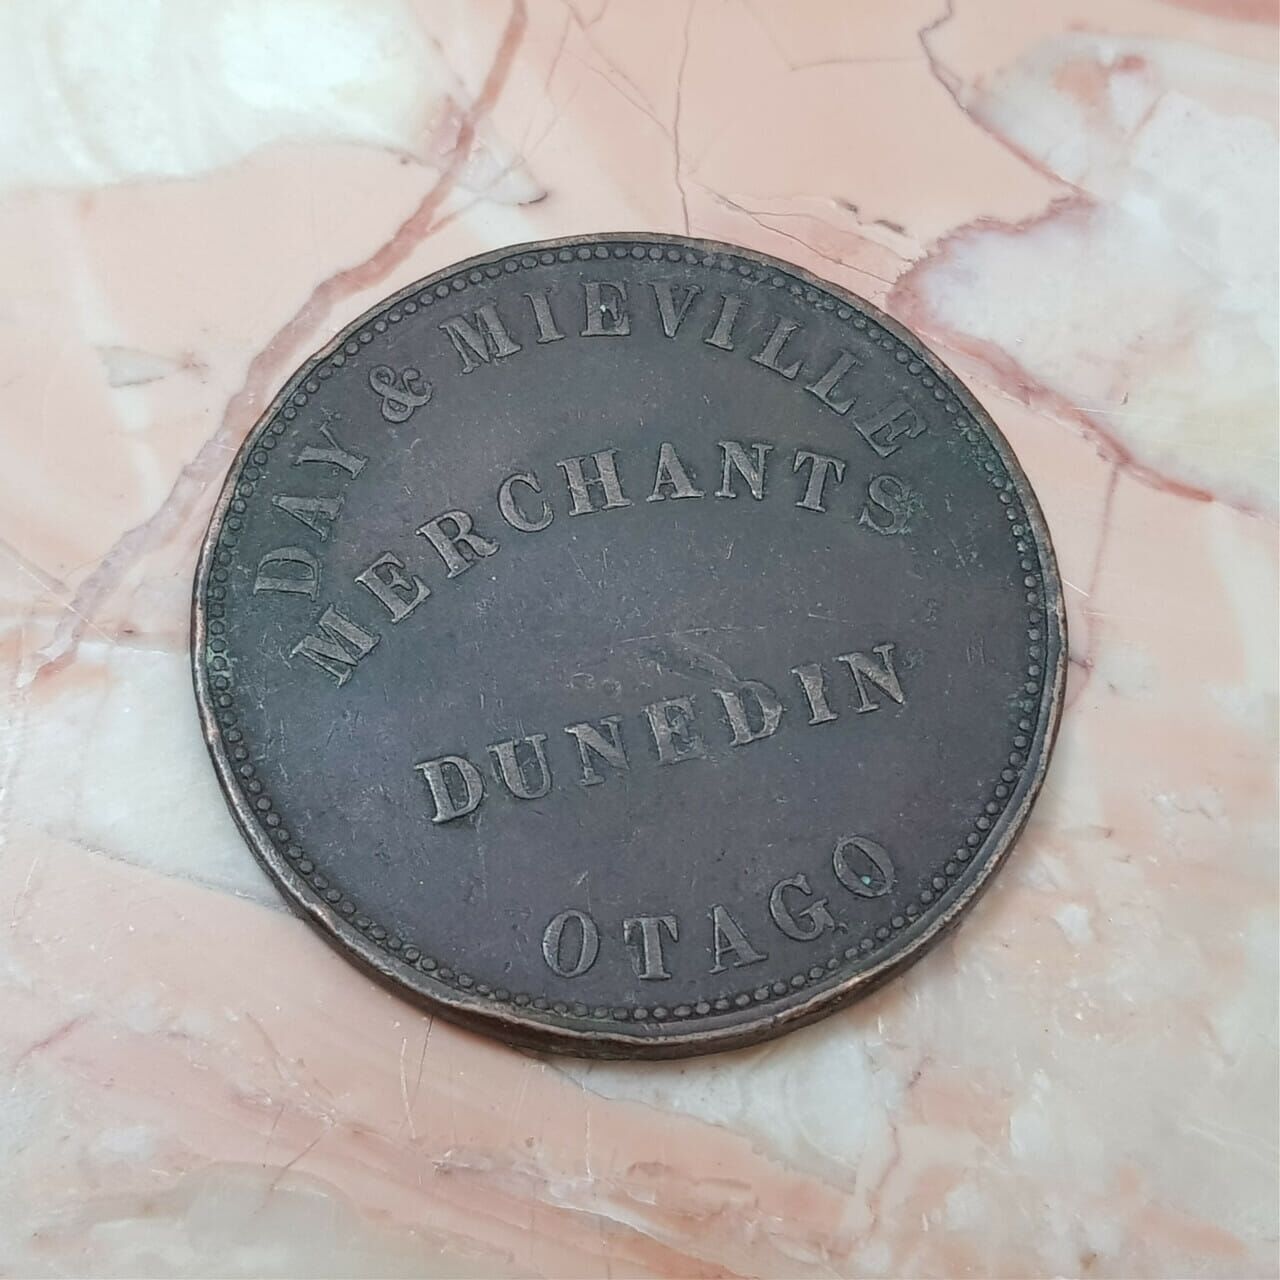 DAY & MIEVILLE
MERCHANTS
DUNEDIN
OTAGO